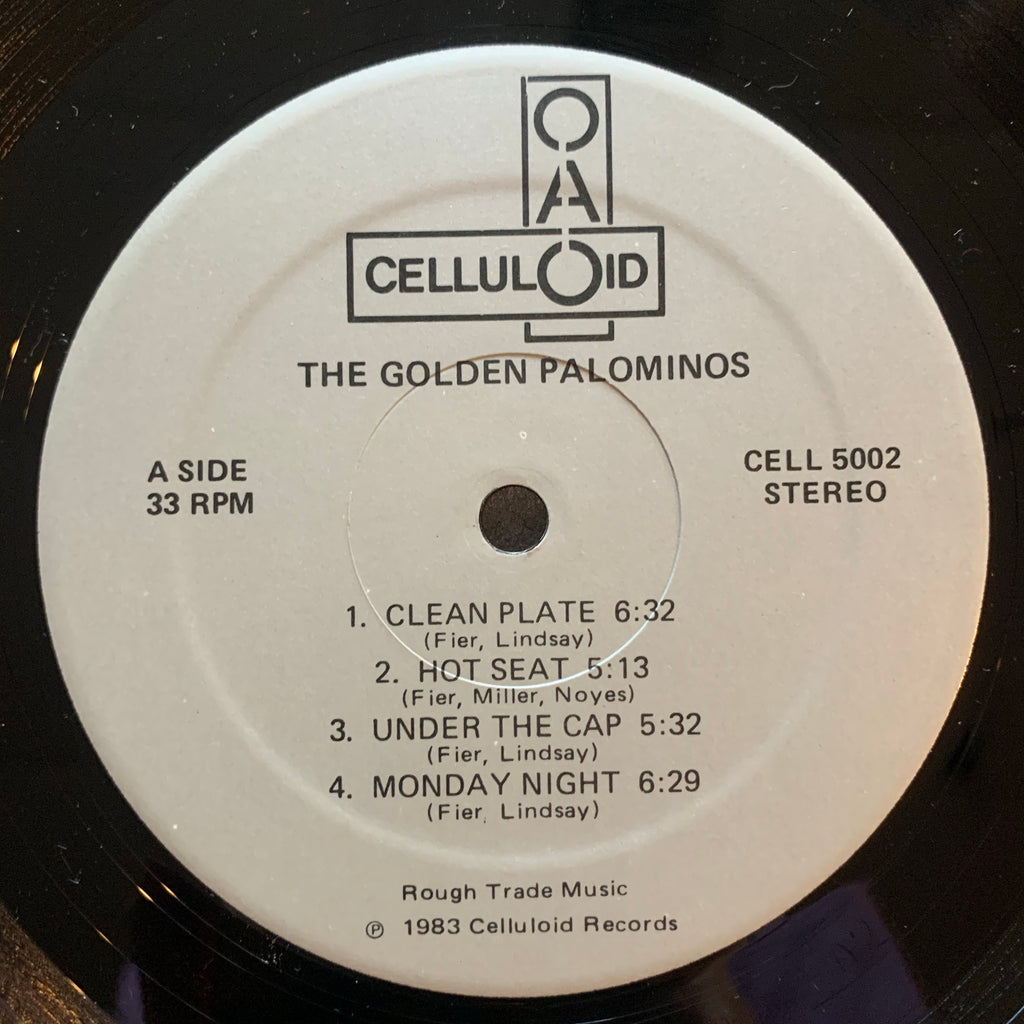 OAO
CELLULOID
THE GOLDEN PALOMINOS
A SIDE
33 RPM
CELL 5002
STEREO
1. CLEAN PLATE 6:32
(Fier, Lindsay)
2. HOT SEAT 5:13
(Fier, Miller, Noyes)
3. UNDER THE CAP 5:32
(Fier, Lindsay)
4. MONDAY NIGHT 6:29
(Fier, Lindsay)
Rough Trade Music
℗ 1983 Celluloid Records